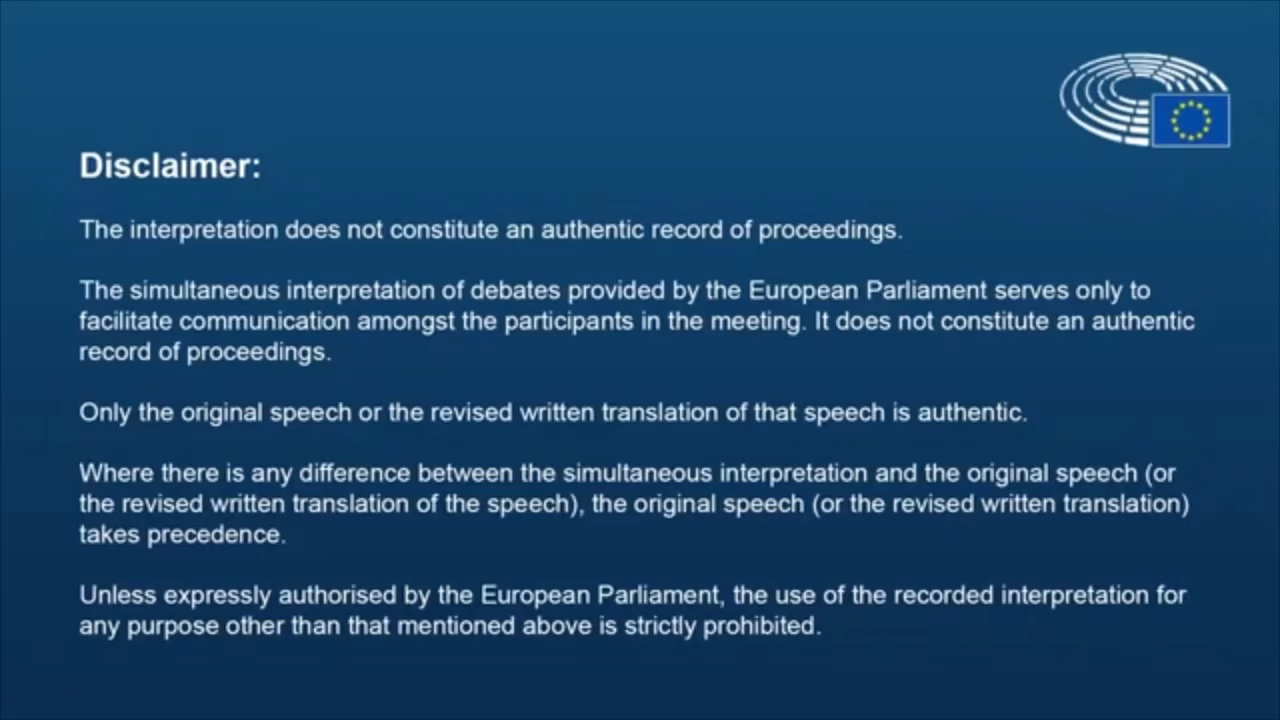 Disclaimer:
The interpretation does not constitute an authentic record of proceedings.
The simultaneous interpretation of debates provided by the European Parliament serves only to
facilitate communication amongst the participants in the meeting. It does not constitute an authentic
record of proceedings.
Only the original speech or the revised written translation of that speech is authentic.
Where there is any difference between the simultaneous interpretation and the original speech (or
the revised written translation of the speech), the original speech (or the revised written translation)
takes precedence.
Unless expressly authorised by the European Parliament, the use of the recorded interpretation for
any purpose other than that mentioned above is strictly prohibited.